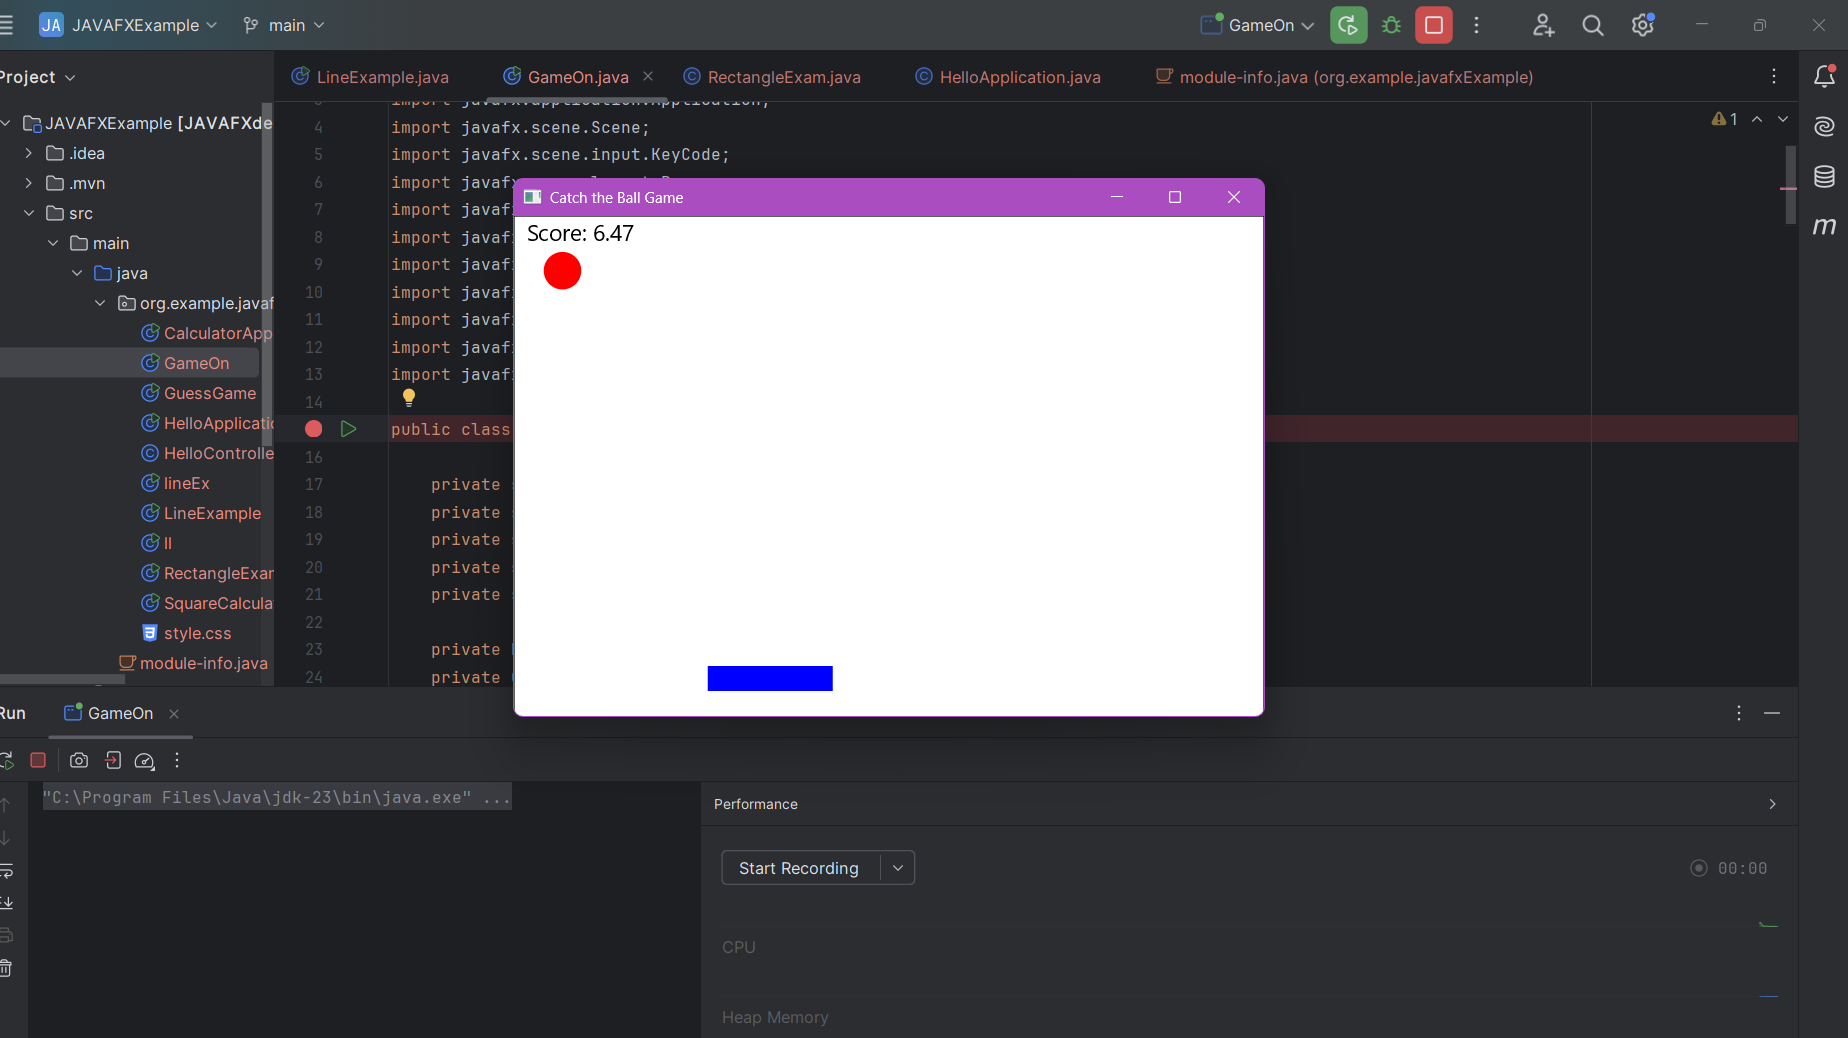 JA JAVAFXExample main GameOn
Project
LineExample.java GameOn.java RectangleExam.java HelloApplication.java module-info.java (org.example.javafxExample)
JAVAFXExample [JAVAFXde
.idea
.mvn
src
main
java
org.example.javaf
CalculatorApp
GameOn
GuessGame
HelloApplicatio
HelloControlle
lineEx
LineExample
ll
RectangleExar
SquareCalcula
style.css
module-info.java
import javafx.application.Application;
4 import javafx.scene.Scene;
5 import javafx.scene.input.KeyCode;
6 import javaf
7 import javaf
8 import javaf
9 import javaf
10 import javaf
11 import javaf
12 import javaf
13 import javaf
14
public class
16
17 private
18 private
19 private
20 private
21 private
22
23 private
24 private
1
Catch the Ball Game
Score: 6.47
m
Run GameOn
"C:\Program Files\Java\jdk-23\bin\java.exe" ...
Performance
Start Recording
00:00
CPU
Heap Memory